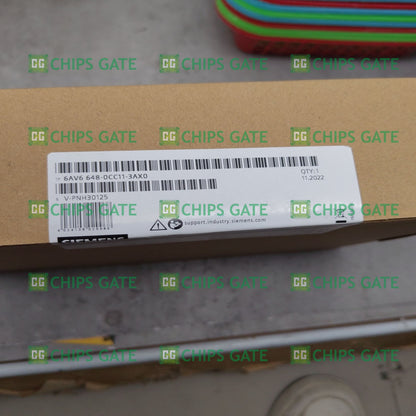 CHIPS GATE CHIPS GATE CHIPS GATE
CHIPS GATE CHIPS GATE CHIPS GATE
1P 6AV6 648-0CC11-3AX0
QTY:1
11.2022
S V-PNH30125
CHIPS GATE CHIPS GATE CHIPS GATE
support.industry.siemens.com
SIEMENS
CHIPS GATE CHIPS GATE CHIPS GATE
CHIPS GATE CHIPS GATE CHIPS GATE